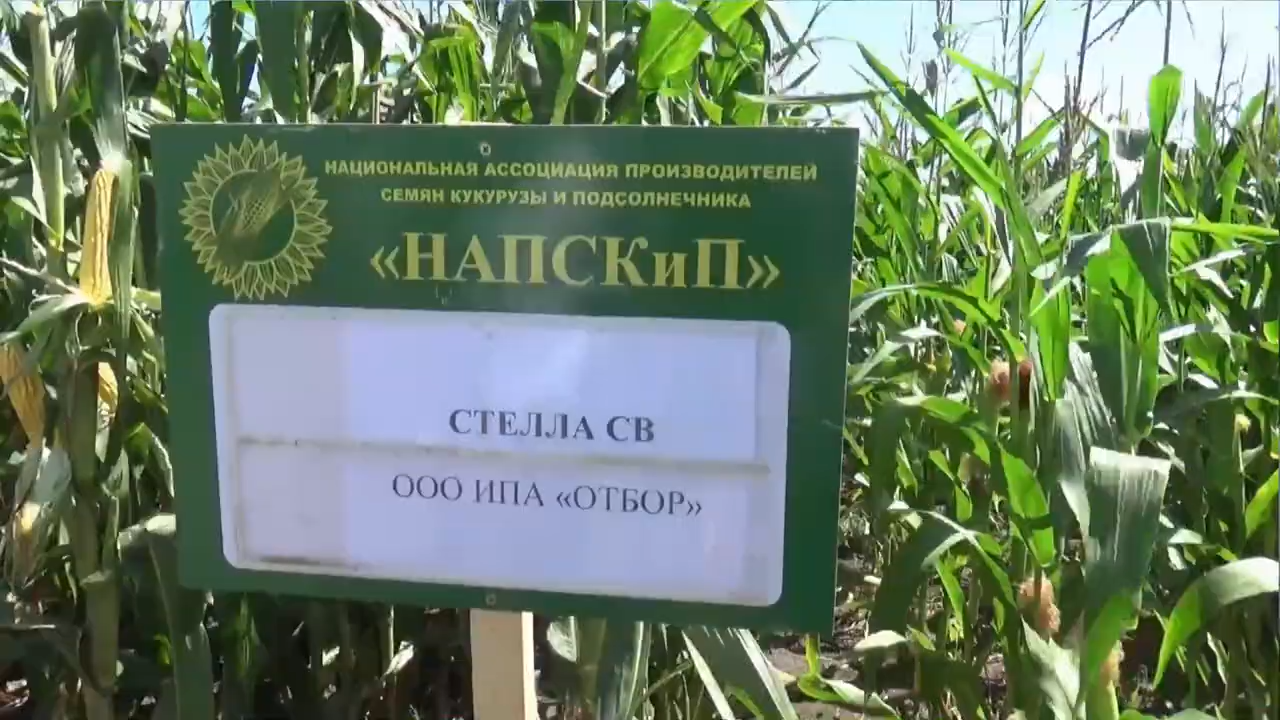 НАЦИОНАЛЬНАЯ АССОЦИАЦИЯ ПРОИЗВОДИТЕЛЕЙ
СЕМЯН КУКУРУЗЫ И ПОДСОЛНЕЧНИКА
«НАПСКиП»
СТЕЛЛА СВ
ООО ИПА «ОТБОР»